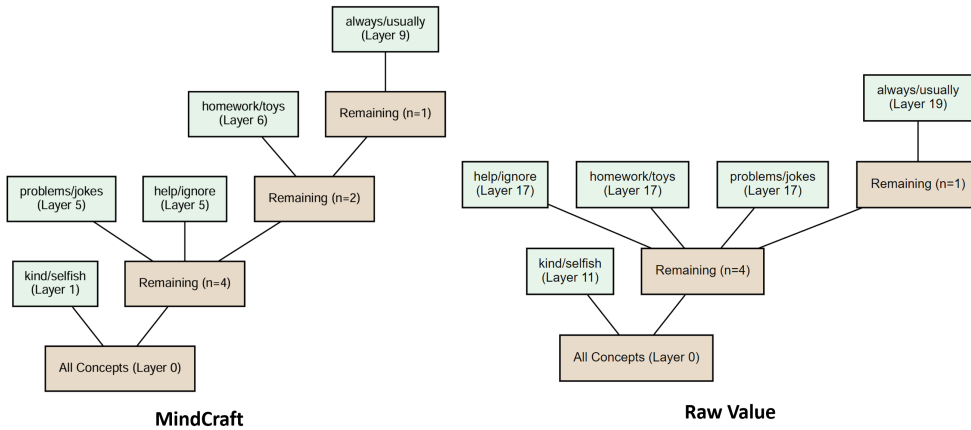 always/usually
(Layer 9)
homework/toys
(Layer 6)
Remaining (n=1)
problems/jokes
(Layer 5)
help/ignore
(Layer 5)
Remaining (n=2)
kind/selfish
(Layer 1)
Remaining (n=4)
All Concepts (Layer 0)
MindCraft
always/usually
(Layer 19)
help/ignore
(Layer 17)
homework/toys
(Layer 17)
problems/jokes
(Layer 17)
Remaining (n=1)
kind/selfish
(Layer 11)
Remaining (n=4)
All Concepts (Layer 0)
Raw Value